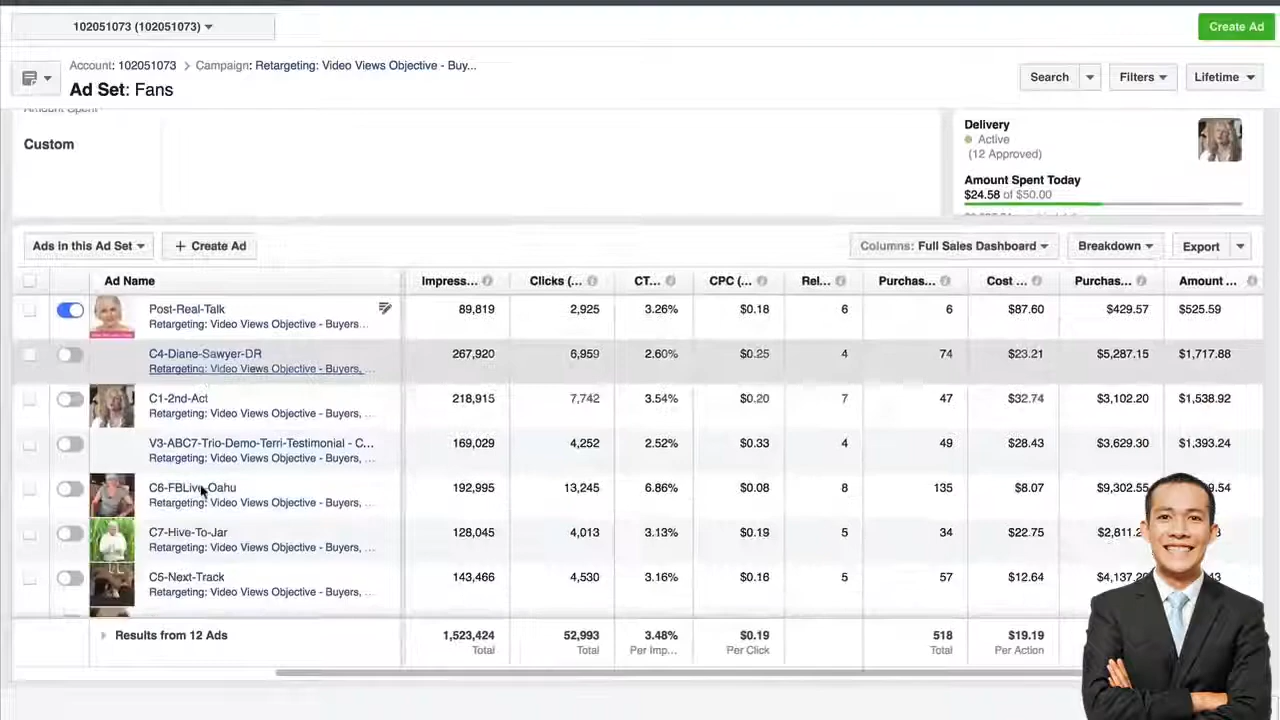 102051073 (102051073)
Create Ad
Account: 102051073 > Campaign: Retargeting: Video Views Objective - Buy...
Ad Set: Fans
Search
Filters
Lifetime
Amount Spent
Custom
Delivery
Active
(12 Approved)
Amount Spent Today
$24.58 of $50.00
Ads in this Ad Set
+ Create Ad
Columns: Full Sales Dashboard
Breakdown
Export
Ad Name Impress... Clicks (... CT... CPC (... Rel... Purchas... Cost ... Purchas... Amount ...
Post-Real-Talk 89,819 2,925 3.26% $0.18 6 6 $87.60 $429.57 $525.59
Retargeting: Video Views Objective - Buyers...
C4-Diane-Sawyer-DR 267,920 6,959 2.60% $0.25 4 74 $23.21 $5,287.15 $1,717.88
Retargeting: Video Views Objective - Buyers, ...
C1-2nd-Act 218,915 7,742 3.54% $0.20 7 47 $32.74 $3,102.20 $1,538.92
Retargeting: Video Views Objective - Buyers, ...
V3-ABC7-Trio-Demo-Terri-Testimonial - C... 169,029 4,252 2.52% $0.33 4 49 $28.43 $3,629.30 $1,393.24
Retargeting: Video Views Objective - Buyers, ...
C6-FBLive-Oahu 192,995 13,245 6.86% $0.08 8 135 $8.07 $9,302.55 9.54
Retargeting: Video Views Objective - Buyers, ...
C7-Hive-To-Jar 128,045 4,013 3.13% $0.19 5 34 $22.75 $2,811.2
Retargeting: Video Views Objective - Buyers, ...
C5-Next-Track 143,466 4,530 3.16% $0.16 5 57 $12.64 $4,137.20
Retargeting: Video Views Objective - Buyers, ...
Results from 12 Ads 1,523,424 52,993 3.48% $0.19 518 $19.19
Total Total Per Imp... Per Click Total Per Action